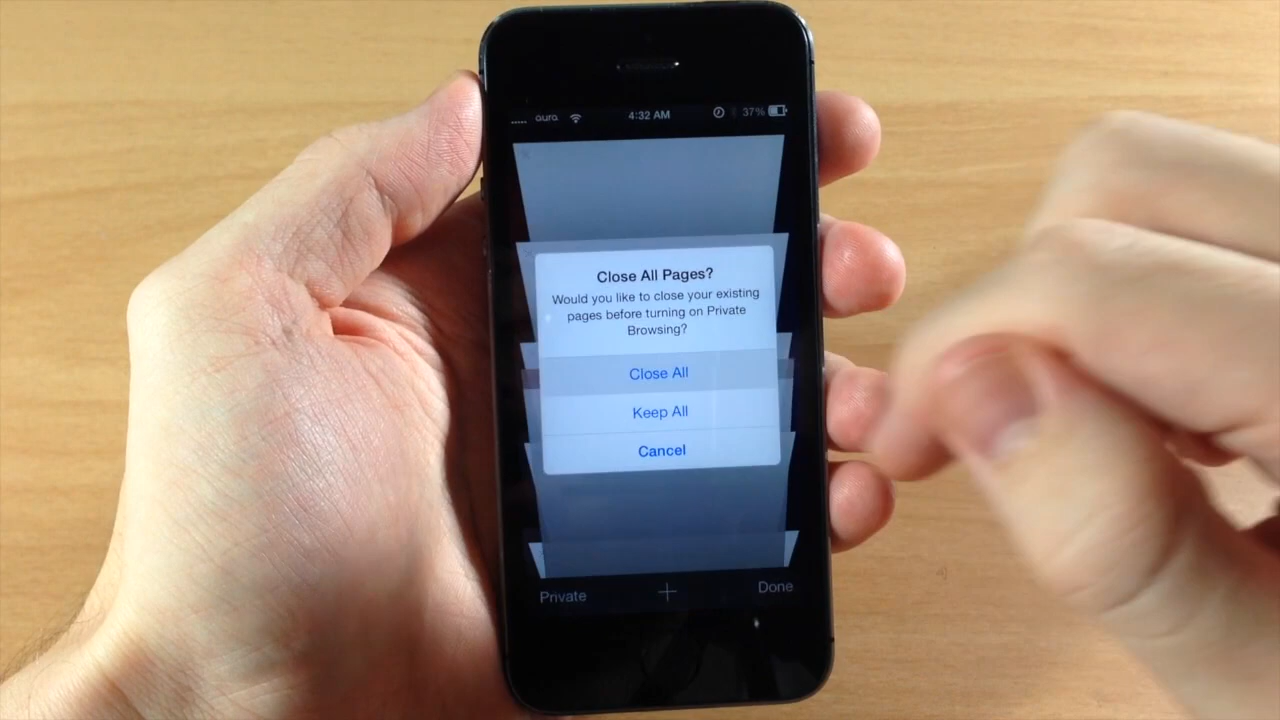 aura 4:32 AM 37%
Close All Pages?
Would you like to close your existing
pages before turning on Private
Browsing?
Close All
Keep All
Cancel
Private + Done